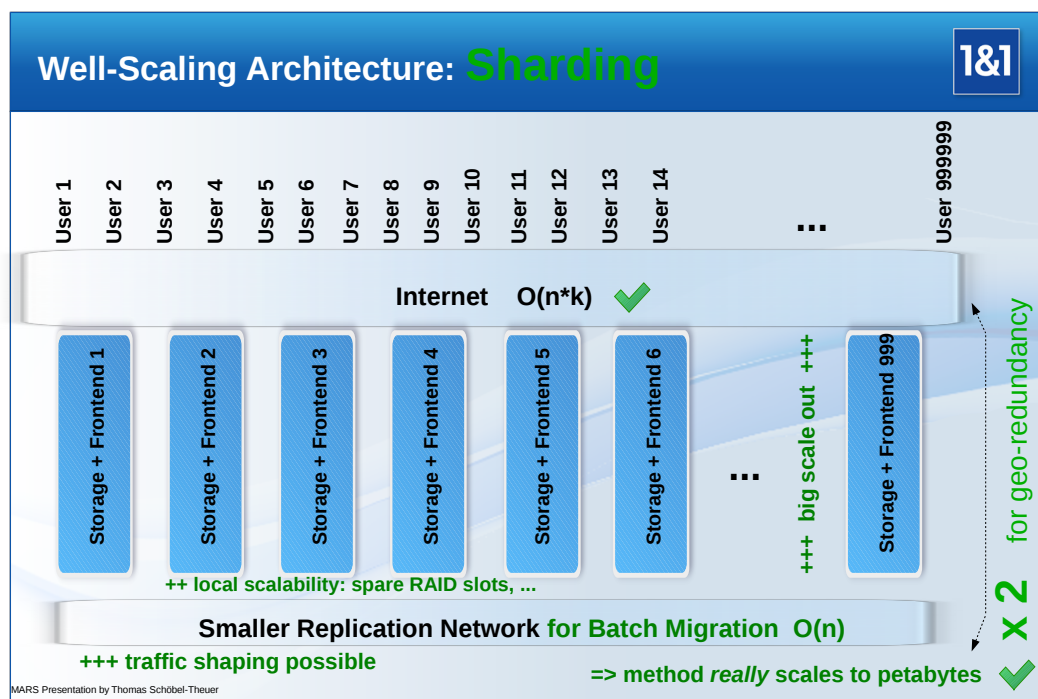 Well-Scaling Architecture: Sharding
1&1
User 1
User 2
User 3
User 4
User 5
User 6
User 7
User 8
User 9
User 10
User 11
User 12
User 13
User 14
...
User 999999
Internet O(n*k)
Storage + Frontend 1
Storage + Frontend 2
Storage + Frontend 3
Storage + Frontend 4
Storage + Frontend 5
Storage + Frontend 6
...
+++ big scale out +++
Storage + Frontend 999
x 2 for geo-redundancy
++ local scalability: spare RAID slots, ...
Smaller Replication Network for Batch Migration O(n)
+++ traffic shaping possible
=> method really scales to petabytes
MARS Presentation by Thomas Schöbel-Theuer